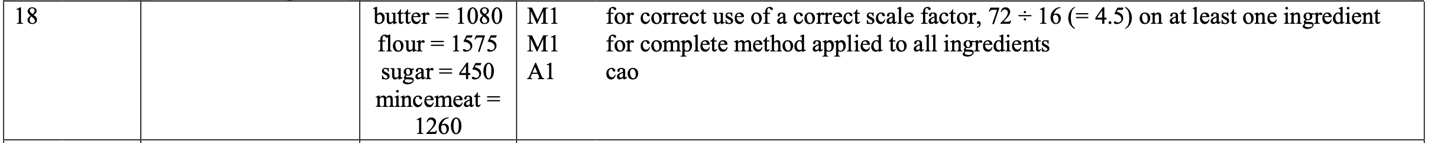 18 butter = 1080 M1 for correct use of a correct scale factor, 72 ÷ 16 (= 4.5) on at least one ingredient
flour = 1575 M1 for complete method applied to all ingredients
sugar = 450 A1 cao
mincemeat =
1260